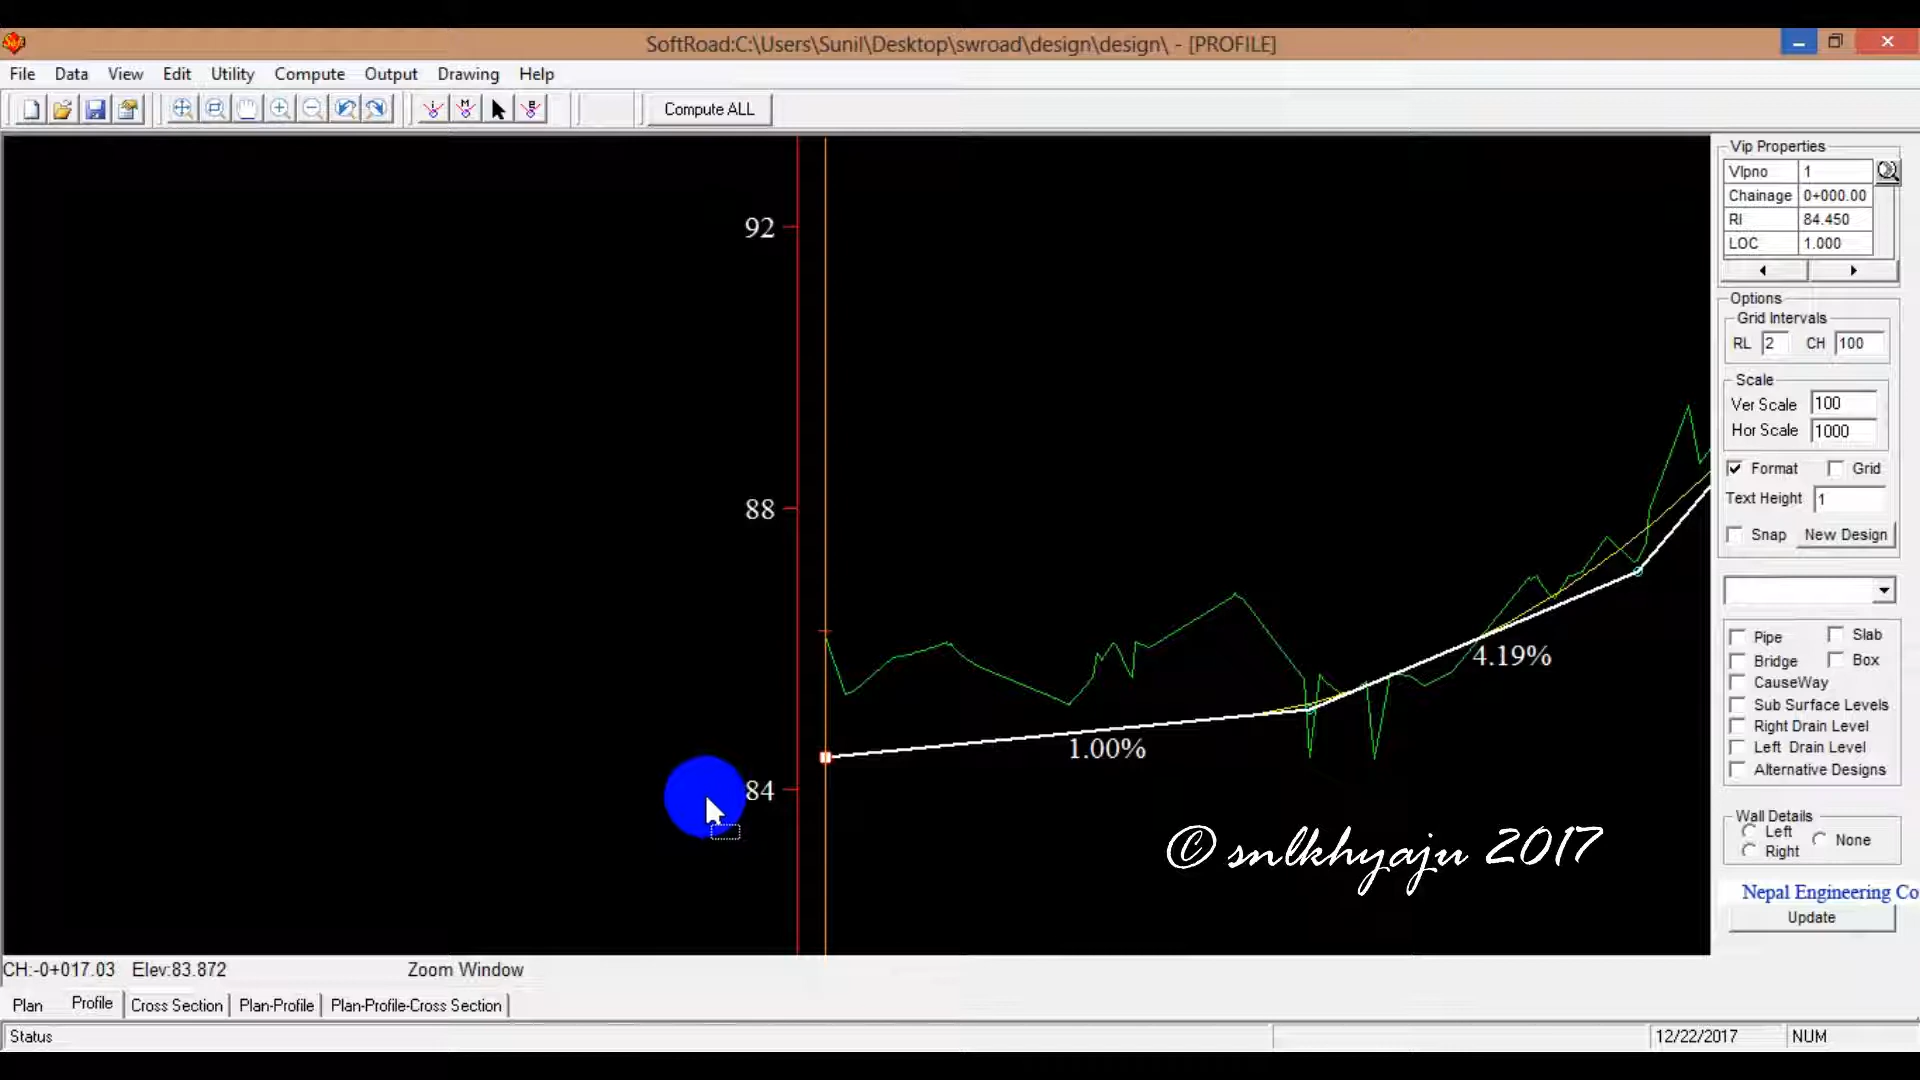 SoftRoad:C:\Users\Sunil\Desktop\swroad\design\design\ - [PROFILE]
File Data View Edit Utility Compute Output Drawing Help
Compute ALL
92
88
84
1.00%
4.19%
© snlkhyaju 2017
Vip Properties
VIpno 1
Chainage 0+000.00
Rl 84.450
LOC 1.000
Options
Grid Intervals
RL 2 CH 100
Scale
Ver Scale 100
Hor Scale 1000
Format Grid
Text Height 1
Snap New Design
Pipe Slab
Bridge Box
CauseWay
Sub Surface Levels
Right Drain Level
Left Drain Level
Alternative Designs
Wall Details
Left
Right
None
Nepal Engineering Co
Update
CH:-0+017.03 Elev:83.872 Zoom Window
Plan Profile Cross Section Plan-Profile Plan-Profile-Cross Section
Status 12/22/2017 NUM